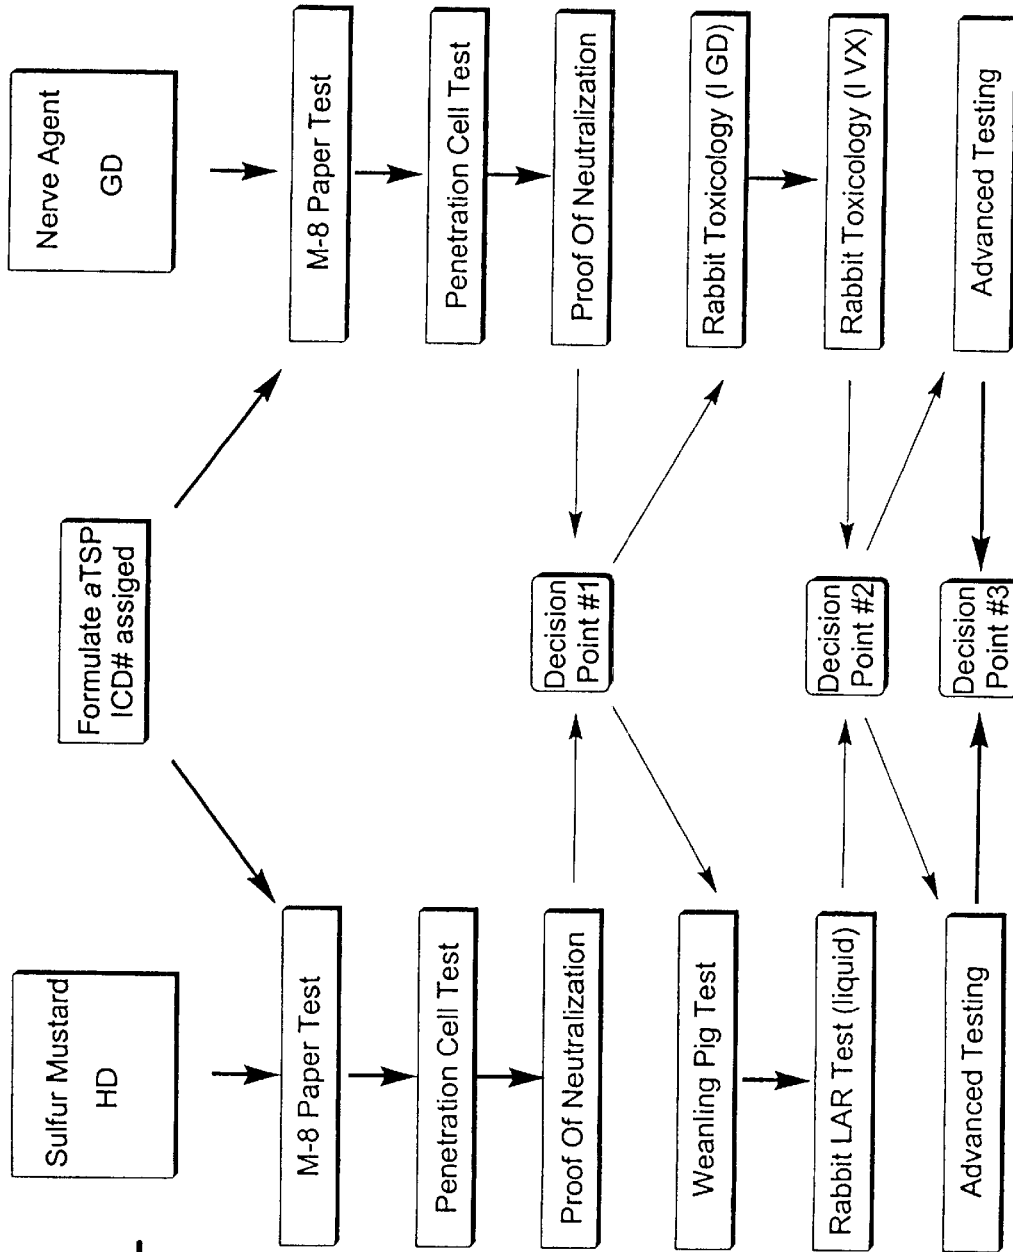 Sulfur Mustard
HD
Formulate aTSP
ICD# assiged
Nerve Agent
GD
M-8 Paper Test
M-8 Paper Test
Penetration Cell Test
Penetration Cell Test
Proof Of Neutralization
Decision
Point #1
Proof Of Neutralization
Weanling Pig Test
Rabbit Toxicology (I GD)
Rabbit LAR Test (liquid)
Decision
Point #2
Rabbit Toxicology (I VX)
Advanced Testing
Decision
Point #3
Advanced Testing